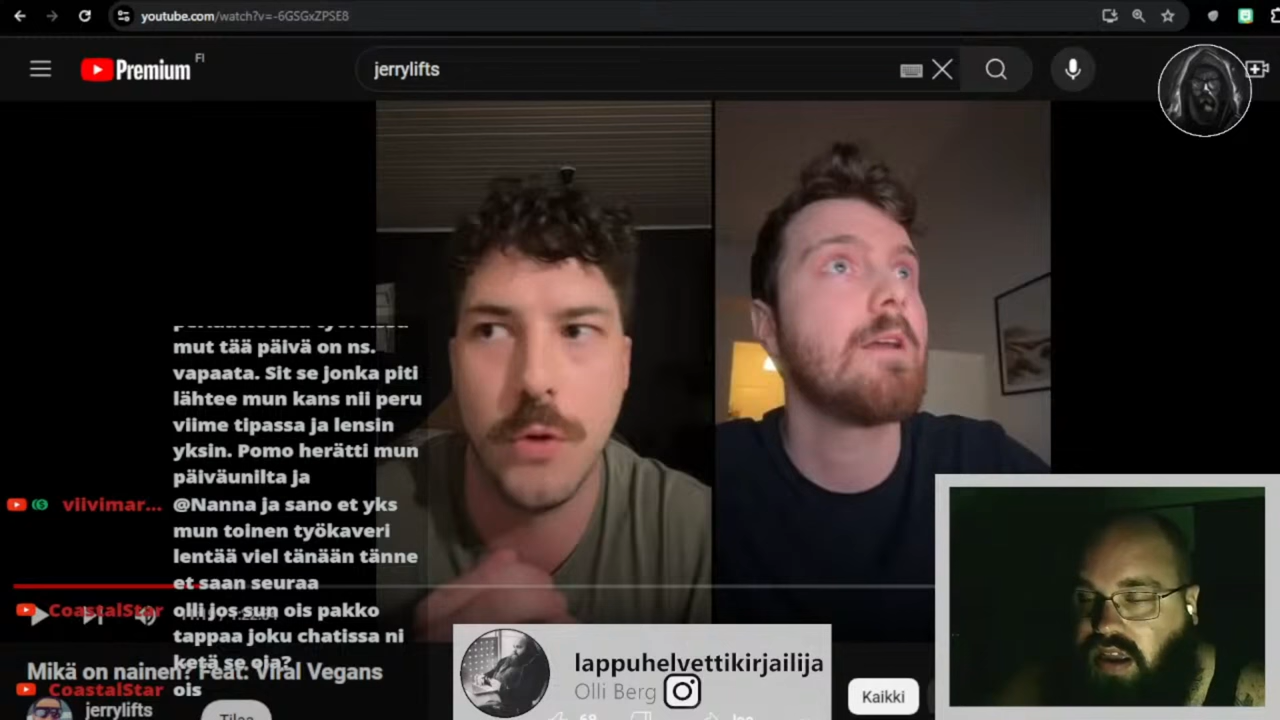 youtube.com/watch?v=-6GSGxZPSE8
Premium FI
jerrylifts
mut tää päivä on ns.
vapaata. Sit se jonka piti
lähtee mun kans nii peru
viime tipassa ja lensin
yksin. Pomo herätti mun
päiväunilta ja
viivimar... @Nanna ja sano et yks
mun toinen työkaveri
lentää viel tänään tänne
et saan seuraa
CoastalStar olli jos sun ois pakko
tappaa joku chatissa ni
ketä se oia?
Mikä on nainen? Feat. Viral Vegans
CoastalStar ois
jerrylifts
Tilaa
lappuhelvettikirjailija
Olli Berg
Kaikki